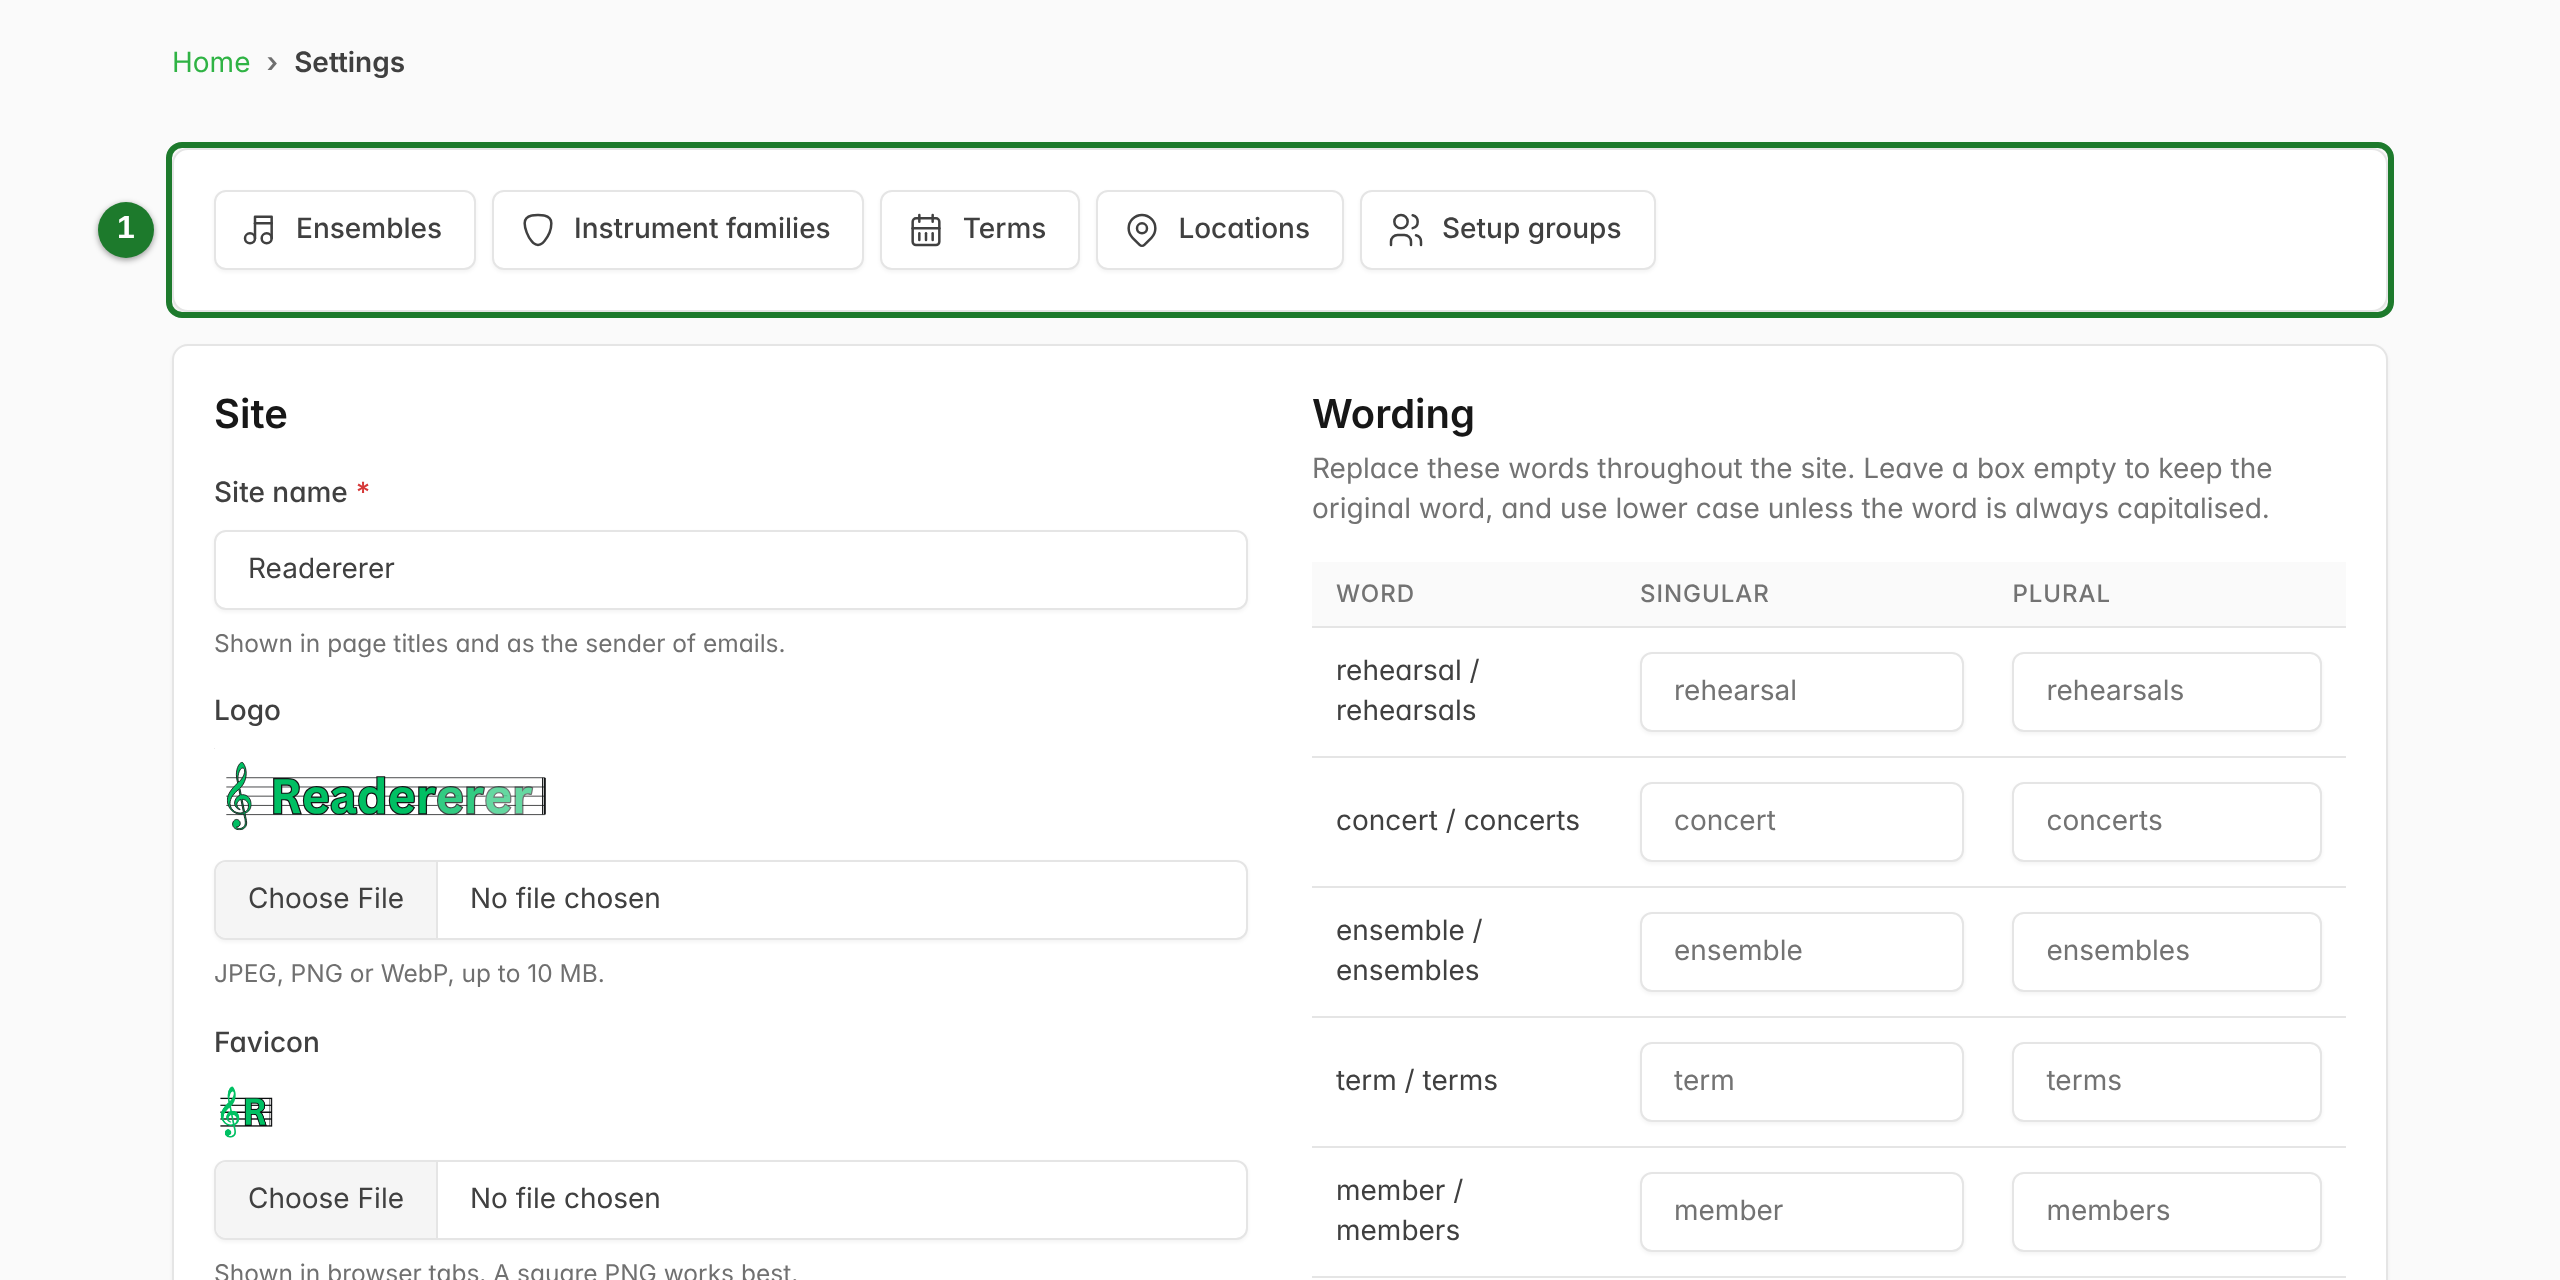 Home › Settings
1
Ensembles
Instrument families
Terms
Locations
Setup groups
Site
Site name *
Readererer
Shown in page titles and as the sender of emails.
Logo
Readererer
Choose File No file chosen
JPEG, PNG or WebP, up to 10 MB.
Favicon
R
Choose File No file chosen
Shown in browser tabs. A square PNG works best.
Wording
Replace these words throughout the site. Leave a box empty to keep the
original word, and use lower case unless the word is always capitalised.
WORD SINGULAR PLURAL
rehearsal /
rehearsals
rehearsal rehearsals
concert / concerts concert concerts
ensemble /
ensembles
ensemble ensembles
term / terms term terms
member /
members
member members